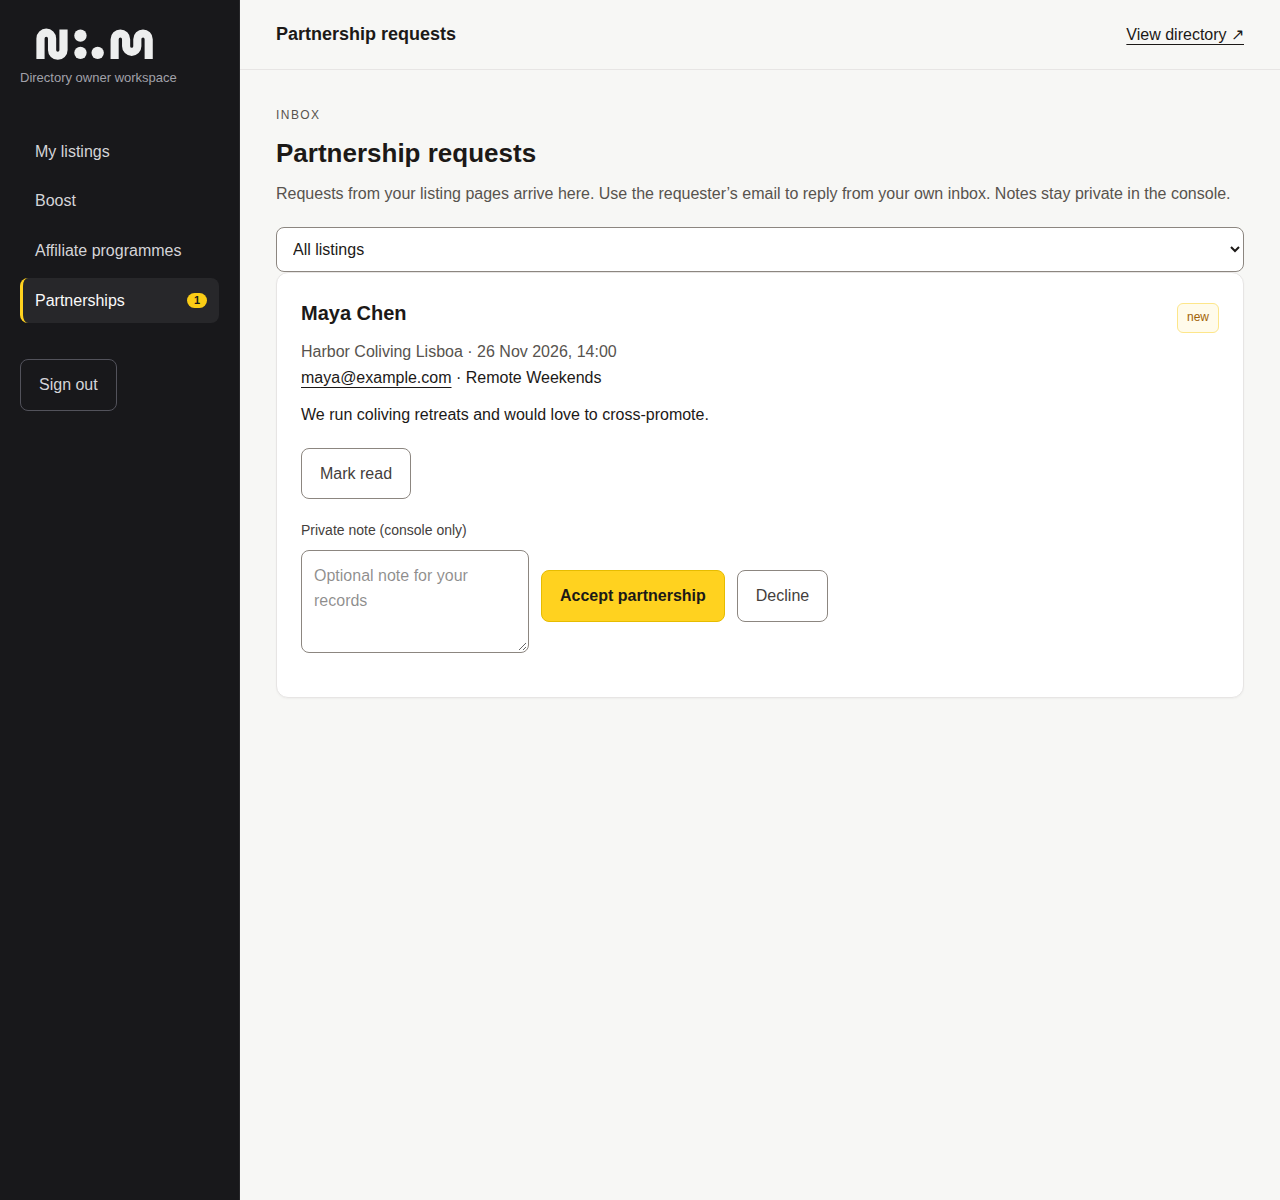 Directory owner workspace
My listings
Boost
Affiliate programmes
Partnerships 1
Sign out
Partnership requests
View directory ↗
INBOX
Partnership requests
Requests from your listing pages arrive here. Use the requester's email to reply from your own inbox. Notes stay private in the console.
All listings
Maya Chen
new
Harbor Coliving Lisboa · 26 Nov 2026, 14:00
maya@example.com · Remote Weekends
We run coliving retreats and would love to cross-promote.
Mark read
Private note (console only)
Optional note for your
records
Accept partnership
Decline